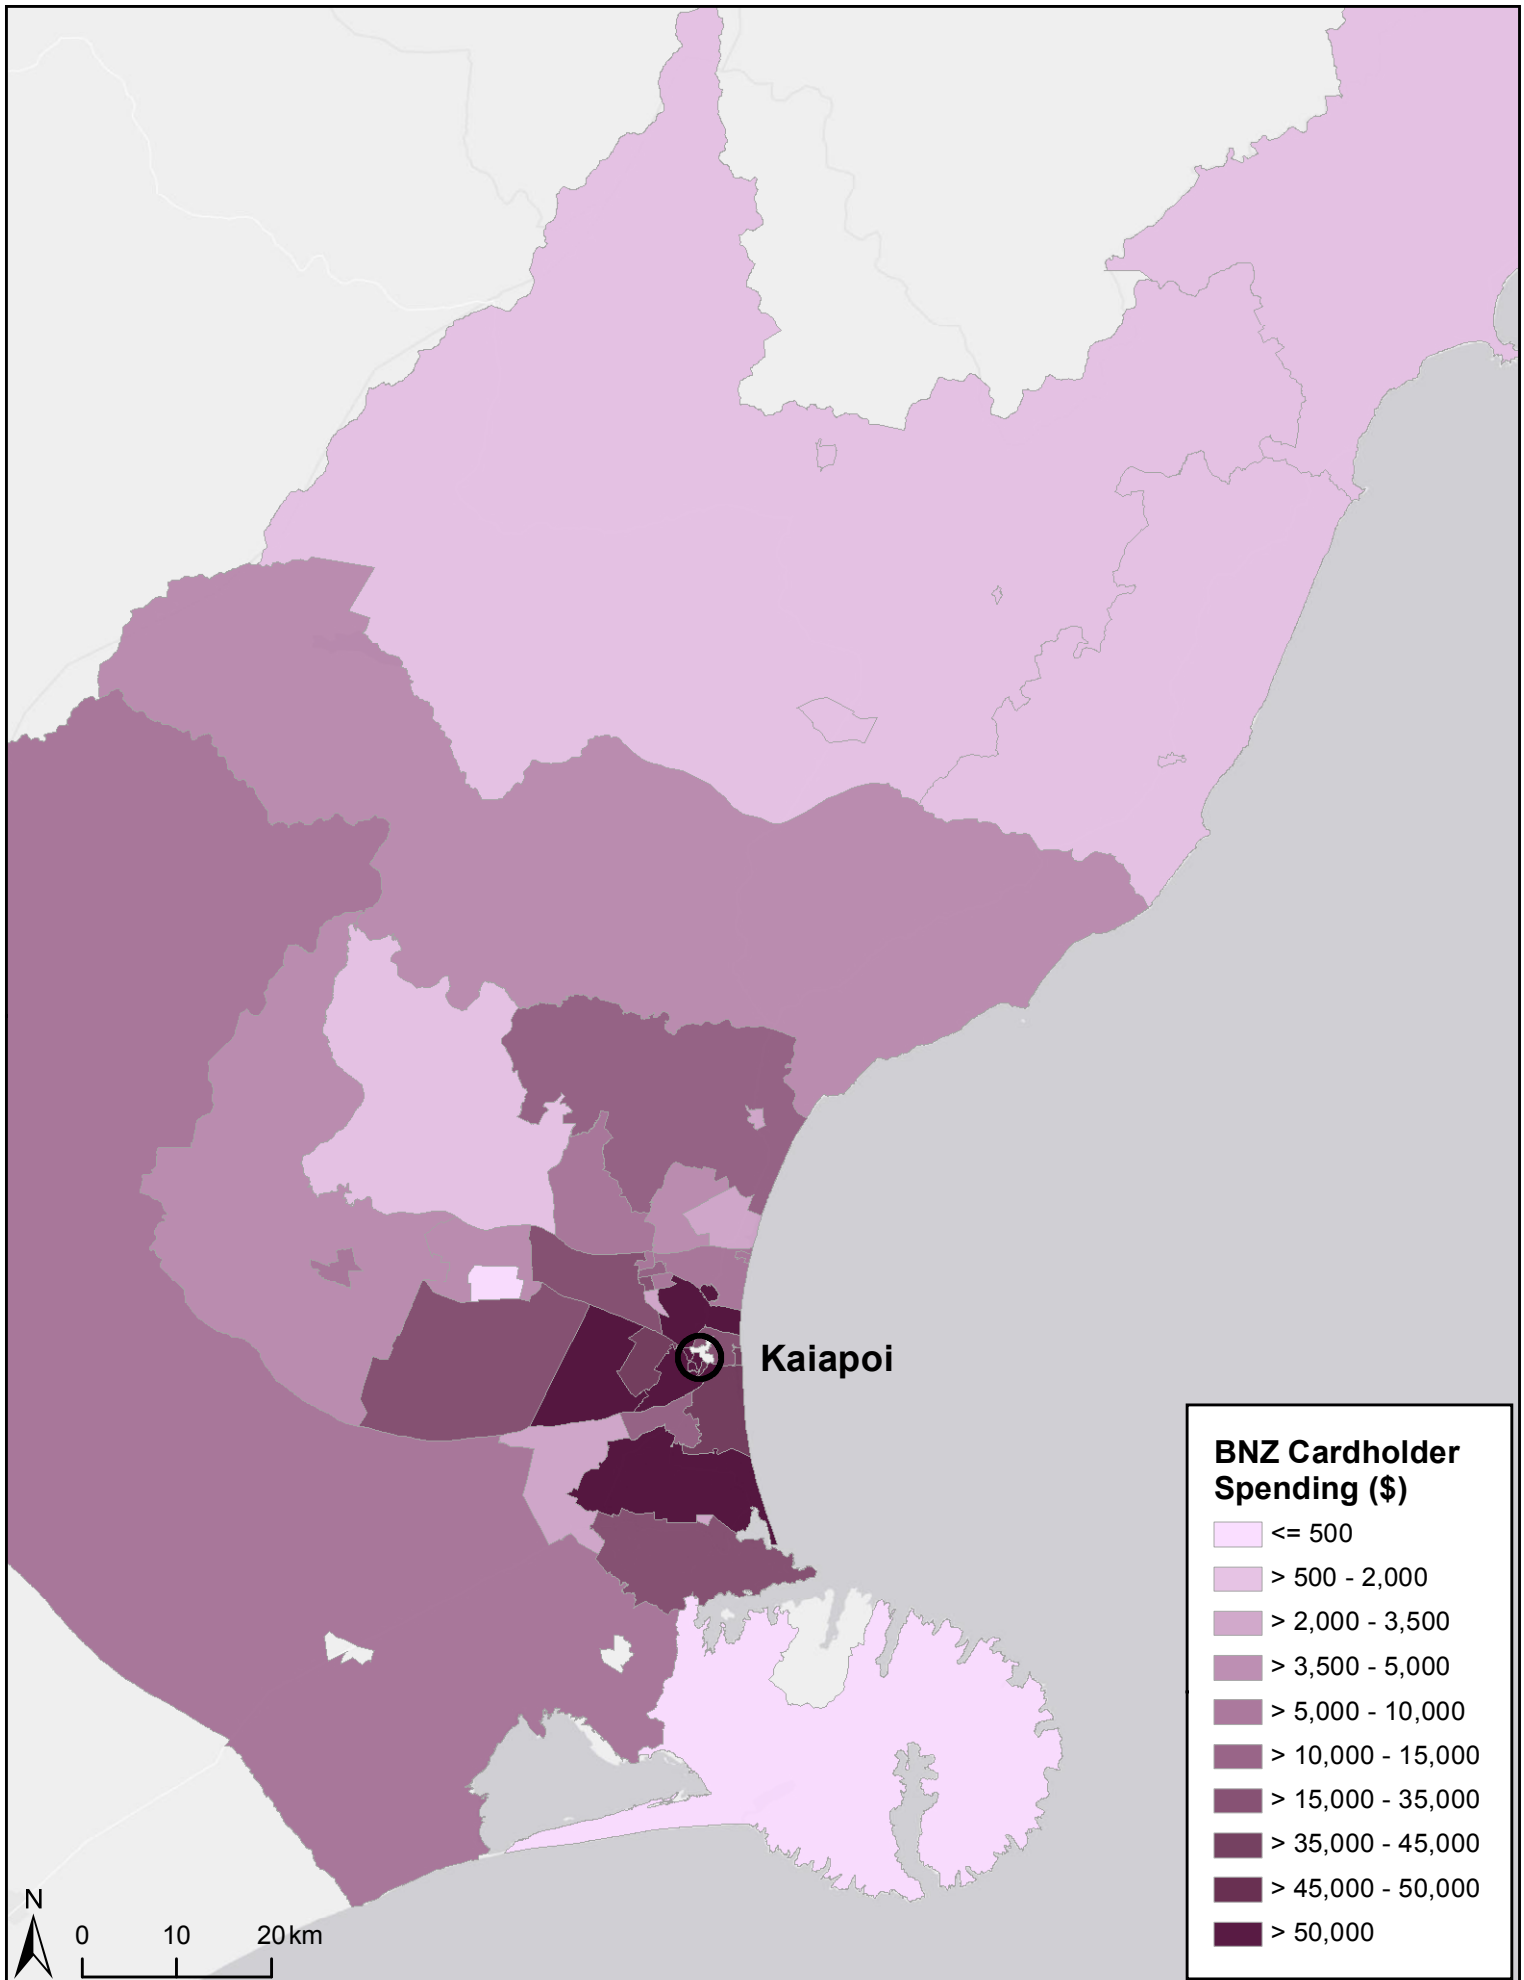 Kaiapoi
BNZ Cardholder
Spending ($)
<= 500
> 500 - 2,000
> 2,000 - 3,500
> 3,500 - 5,000
> 5,000 - 10,000
> 10,000 - 15,000
> 15,000 - 35,000
> 35,000 - 45,000
> 45,000 - 50,000
> 50,000
N
0 10 20 km